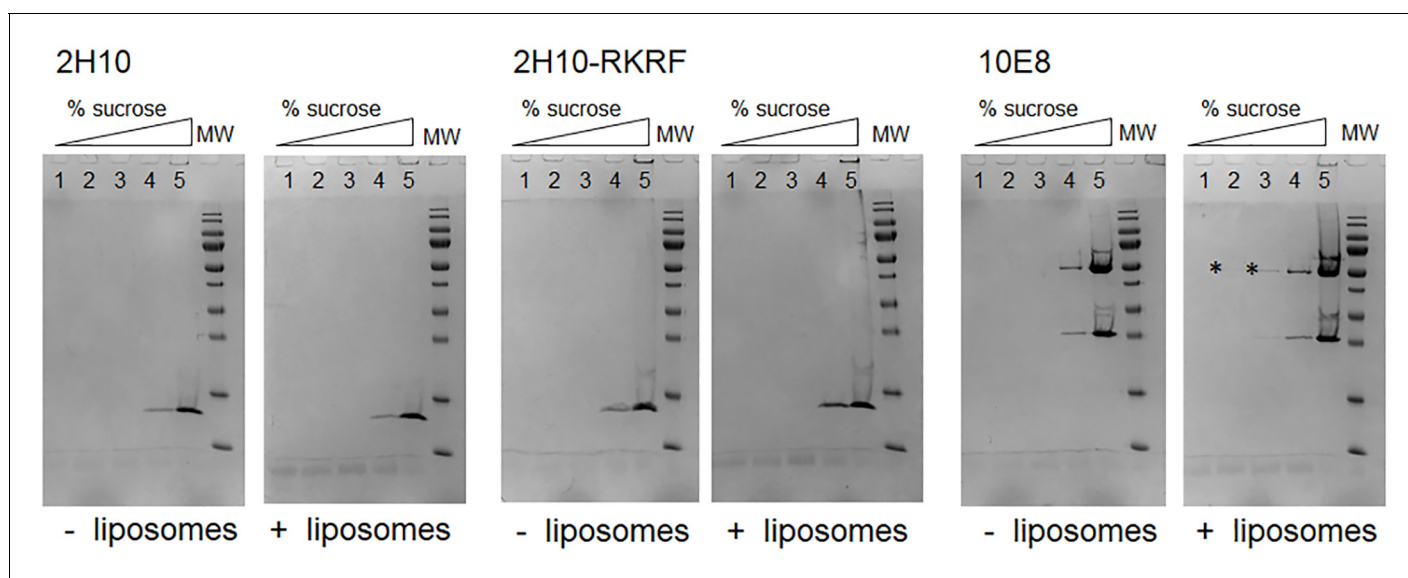 2H10 2H10-RKRF 10E8
% sucrose % sucrose % sucrose % sucrose % sucrose % sucrose
MW MW MW MW MW MW
1 2 3 4 5 1 2 3 4 5 1 2 3 4 5 1 2 3 4 5 1 2 3 4 5 1 2 3 4 5
* *
- liposomes + liposomes - liposomes + liposomes - liposomes + liposomes